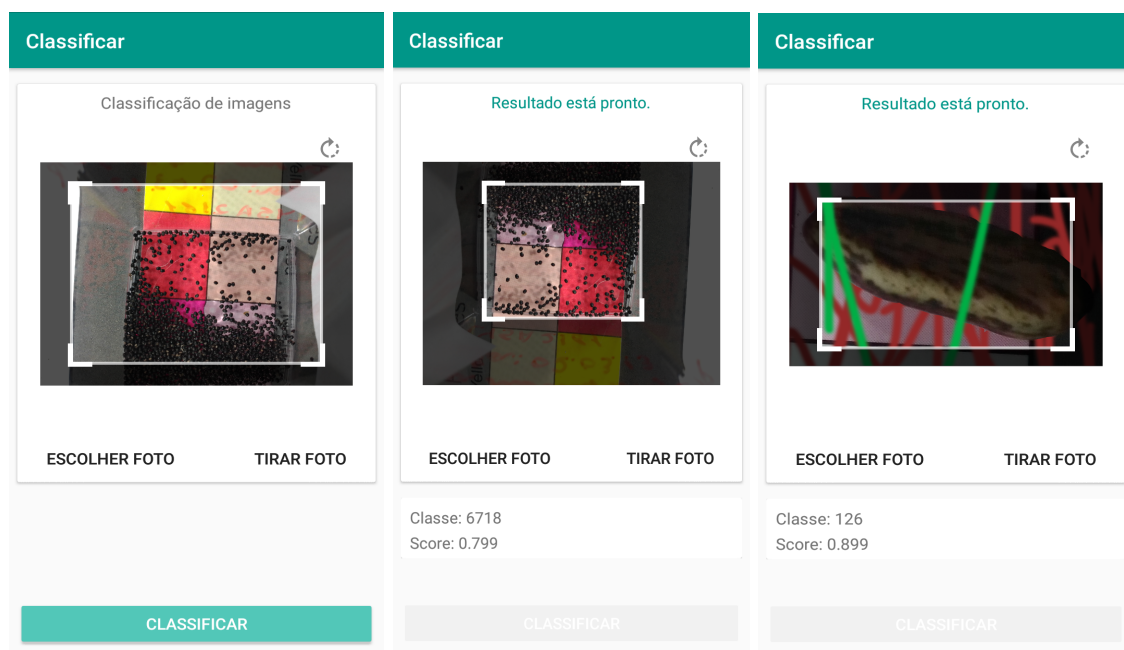 Classificar
Classificação de imagens
ESCOLHER FOTO TIRAR FOTO
CLASSIFICAR
Classificar
Resultado está pronto.
ESCOLHER FOTO TIRAR FOTO
Classe: 6718
Score: 0.799
CLASSIFICAR
Classificar
Resultado está pronto.
ESCOLHER FOTO TIRAR FOTO
Classe: 126
Score: 0.899
CLASSIFICAR